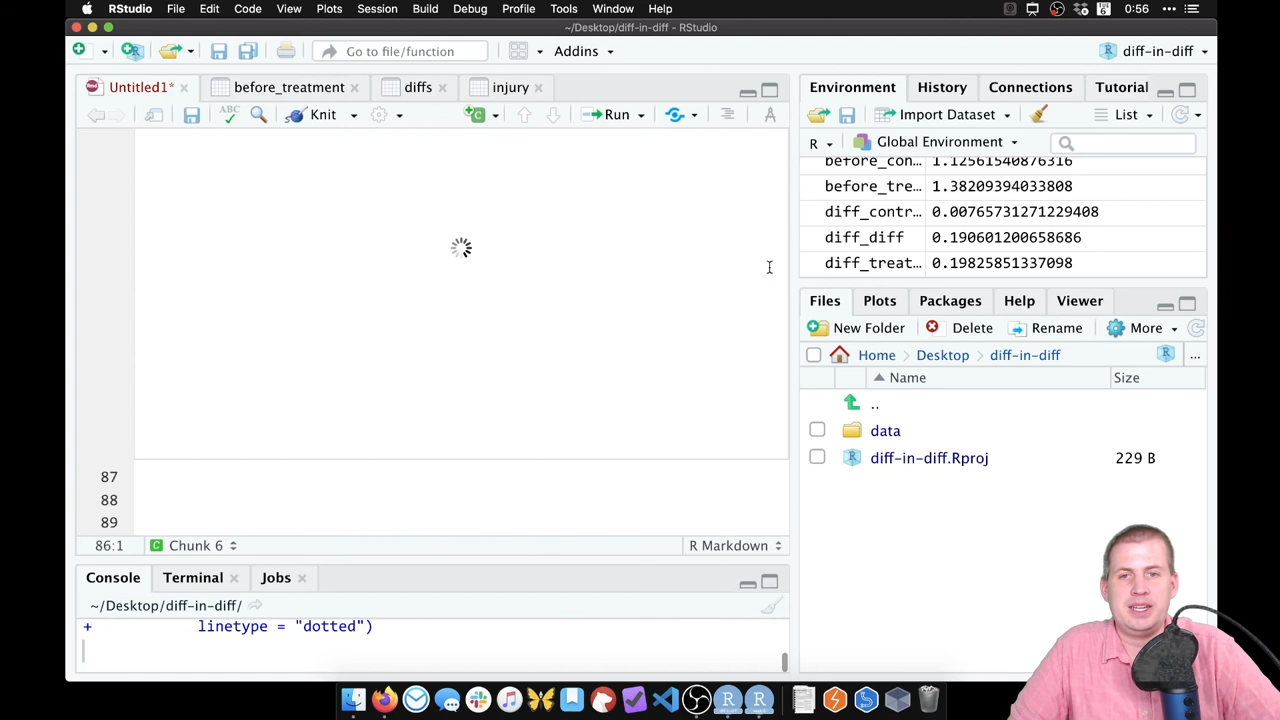 RStudio File Edit Code View Plots Session Build Debug Profile Tools Window Help 0:56
~/Desktop/diff-in-diff - RStudio
Go to file/function Addins diff-in-diff
Untitled1* before_treatment diffs injury
Environment History Connections Tutorial
ABC Knit Run
Import Dataset List
R Global Environment
before_con... 1.12561540876316
before_tre... 1.38209394033808
diff_contr... 0.00765731271229408
diff_diff 0.190601200658686
diff_treat... 0.19825851337098
Files Plots Packages Help Viewer
New Folder Delete Rename More
Home Desktop diff-in-diff ...
Name Size
..
data
diff-in-diff.Rproj 229 B
87
88
89
86:1 Chunk 6 R Markdown
Console Terminal Jobs
~/Desktop/diff-in-diff/
+ linetype = "dotted")